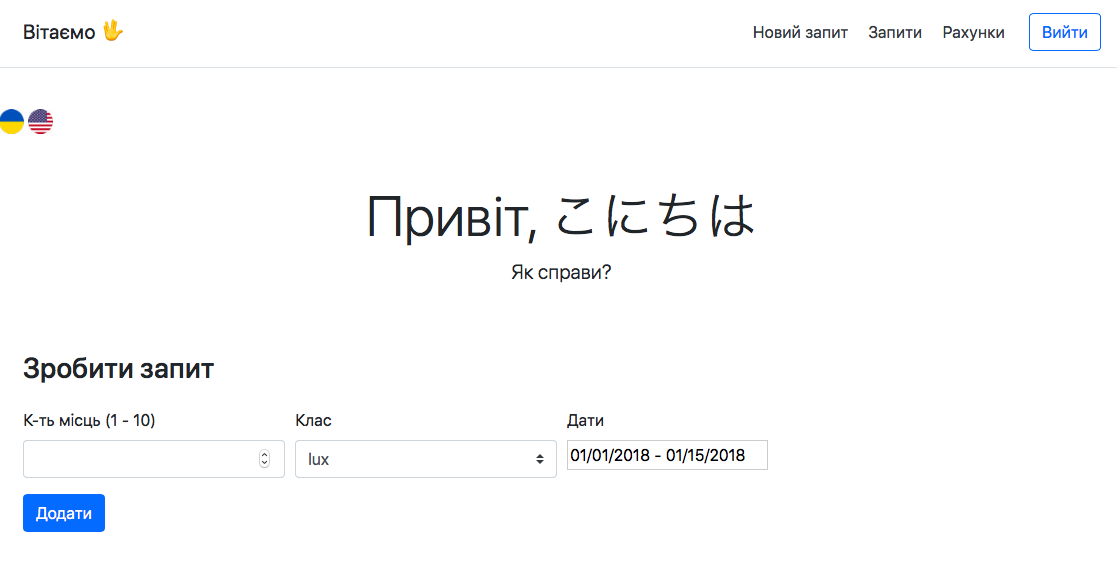 Вітаємо 🖖
Новий запит Запити Рахунки Вийти
Привіт, こにちは
Як справи?
Зробити запит
К-ть місць (1 - 10) Клас Дати
lux 01/01/2018 - 01/15/2018
Додати